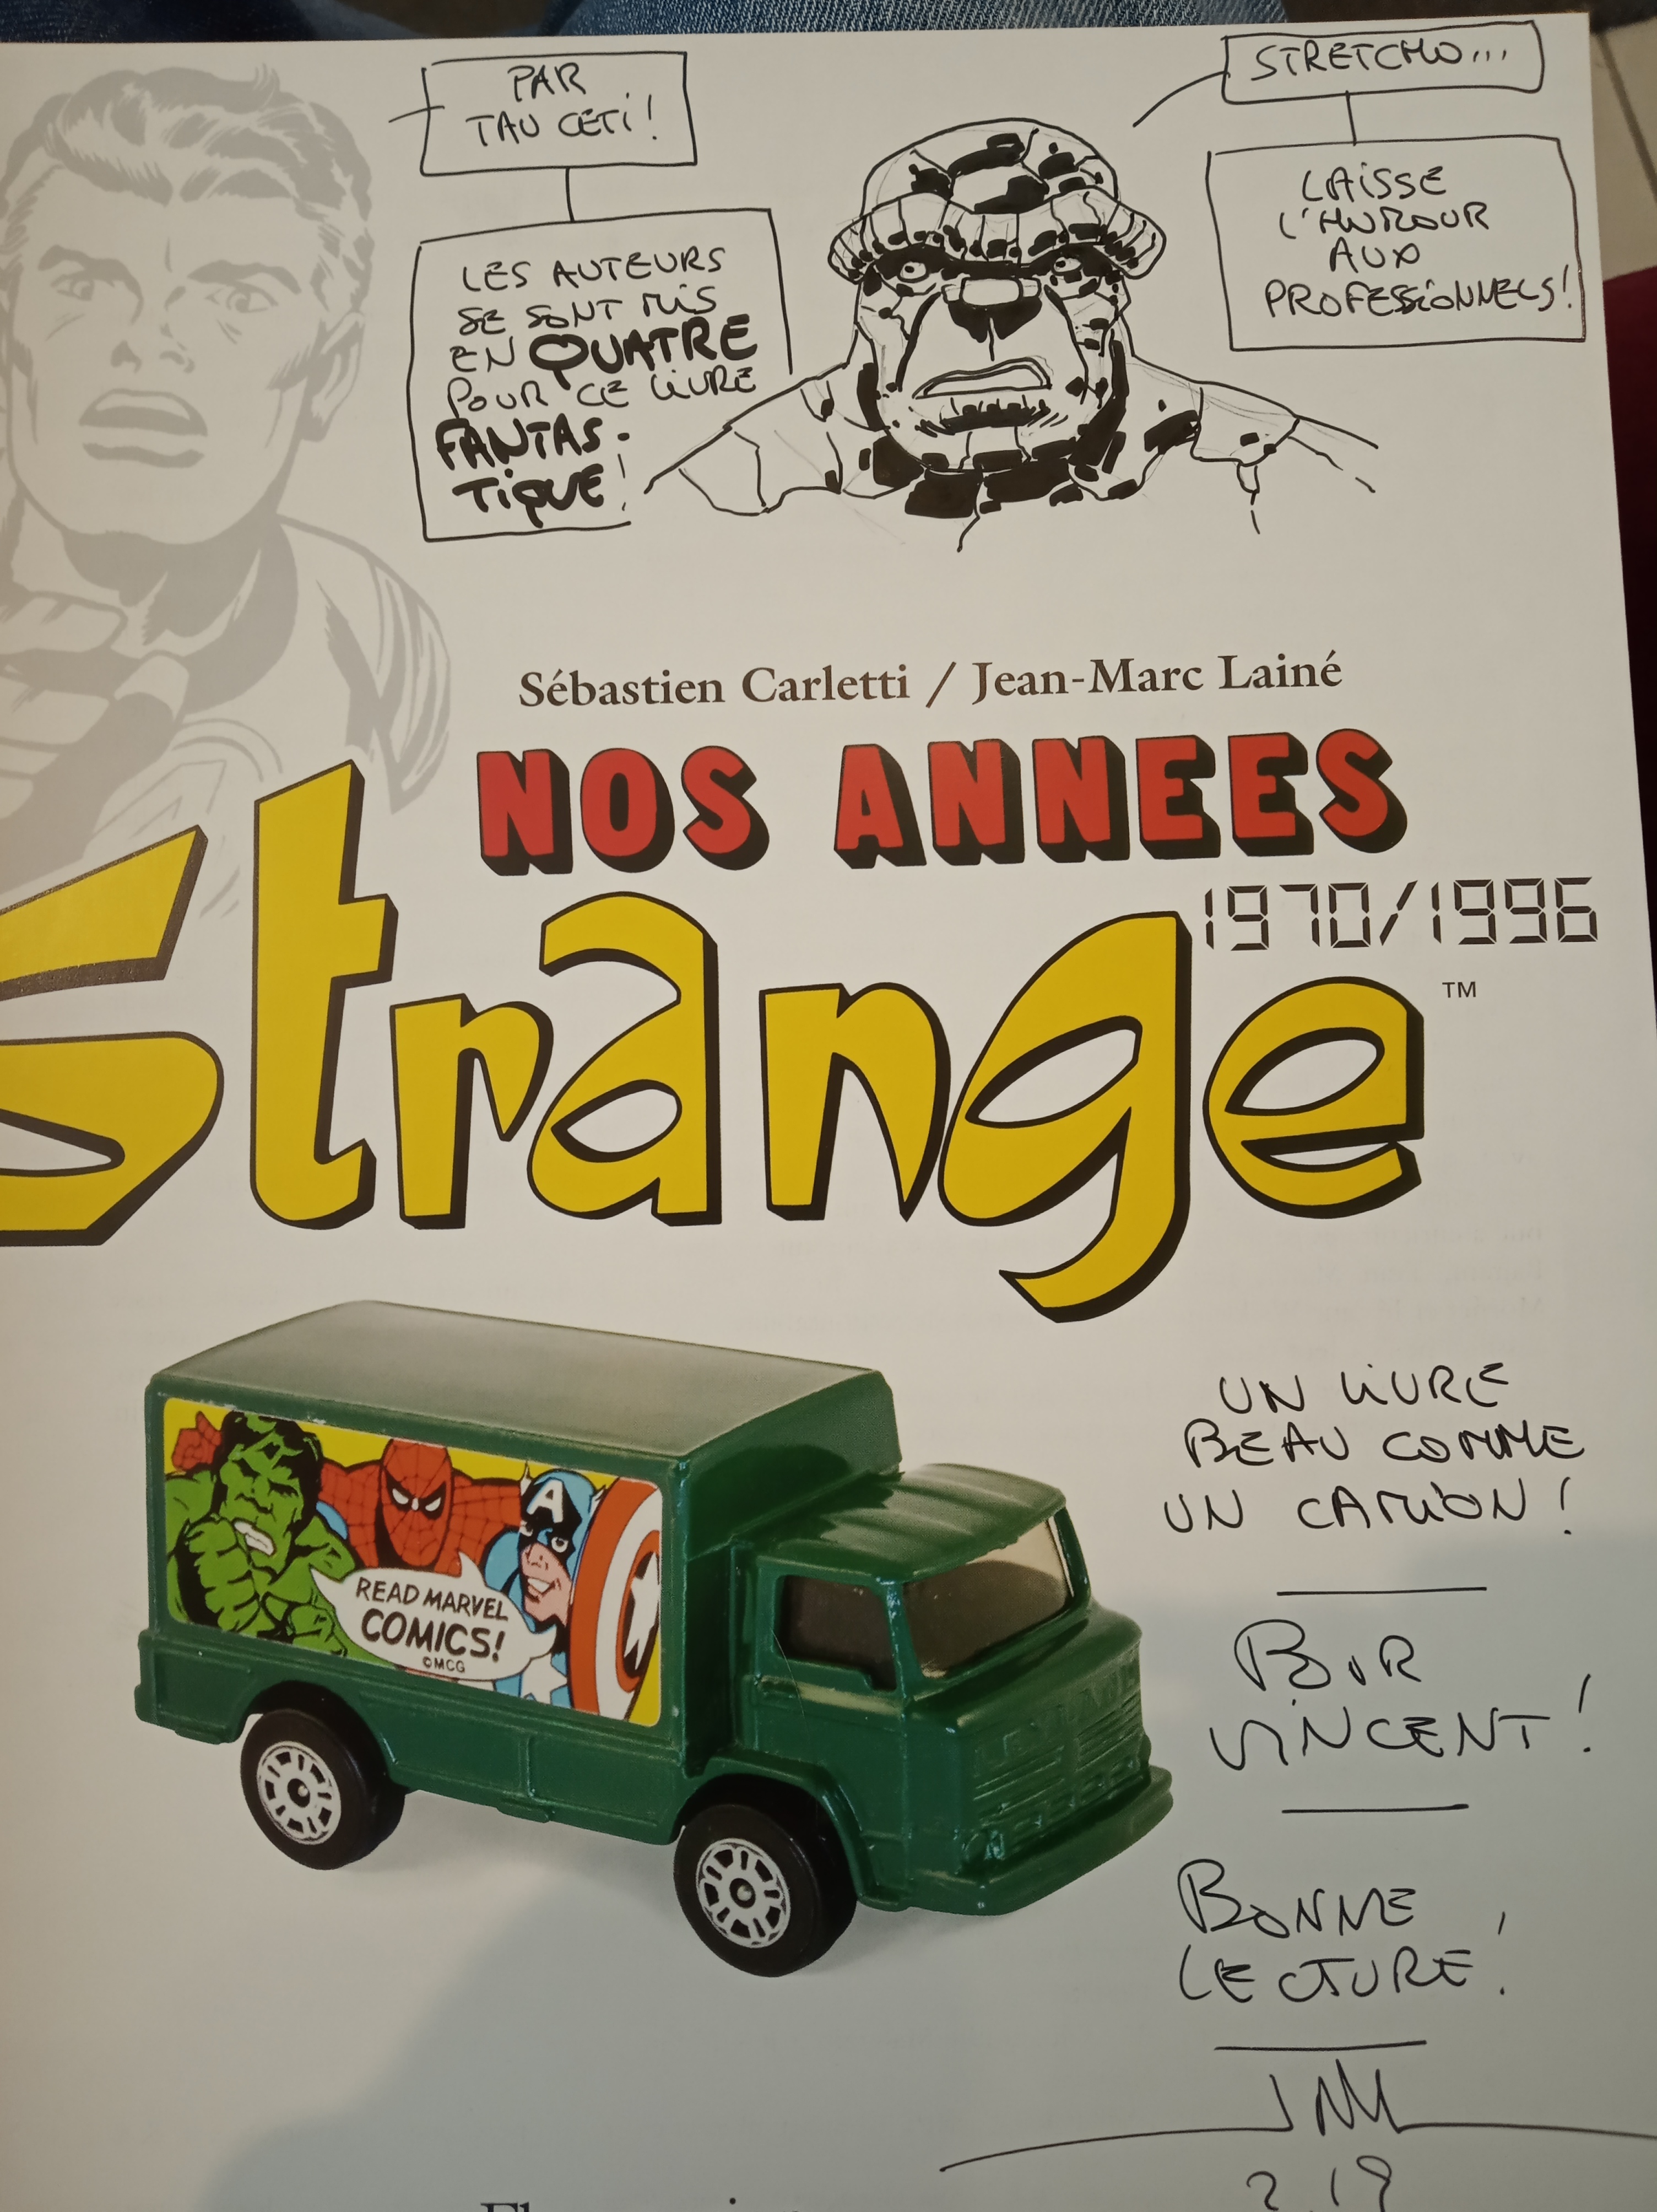 PAR
TAU CETI !
LES AUTEURS
SE SONT MIS
EN QUATRE
POUR CE LIVRE
FANTAS-
TIQUE !
STRETCHO...
LAISSE
L'HUMOUR
AUX
PROFESSIONNELS !
Sébastien Carletti / Jean-Marc Lainé
NOS ANNEES
1970/1996
Strange™
READ MARVEL
COMICS!
©MCG
UN LIVRE
BEAU COMME
UN CAMION !
POUR
VINCENT !
BONNE
LECTURE !
JM